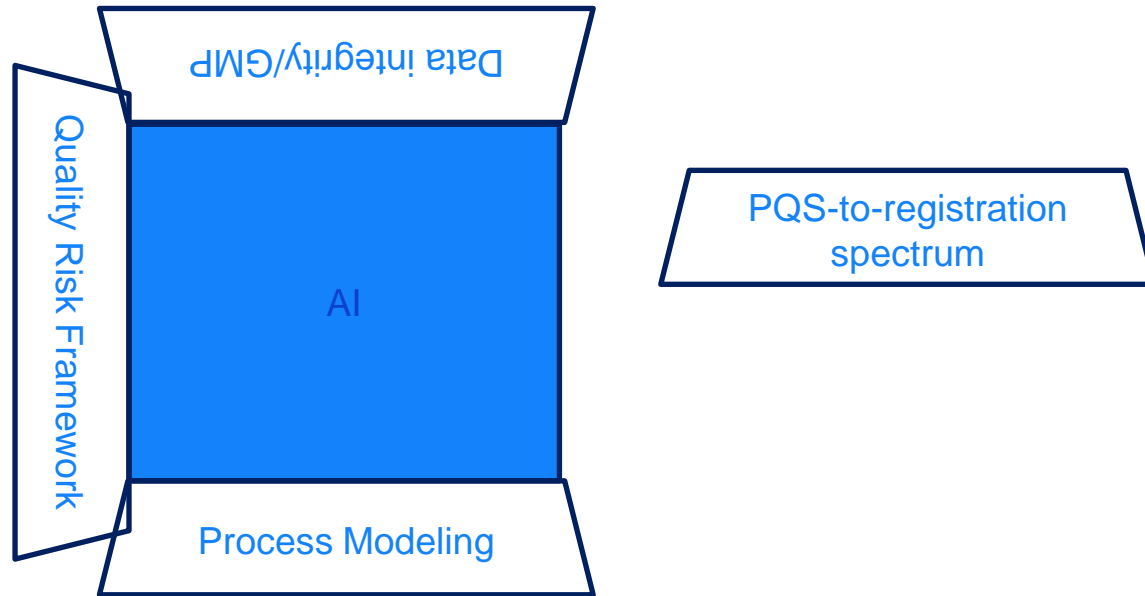 Data integrity/GMP
Quality Risk Framework
AI
PQS-to-registration
spectrum
Process Modeling